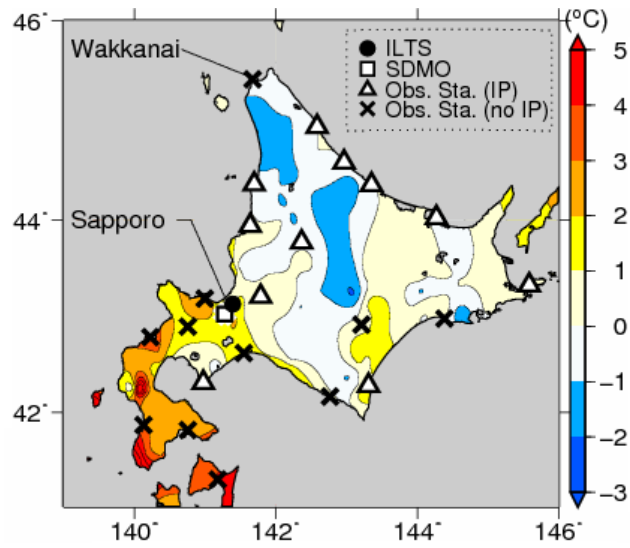 (ºC)
46
Wakkanai
ILTS
SDMO
Obs. Sta. (IP)
Obs. Sta. (no IP)
5
4
3
2
1
0
−1
−2
−3
Sapporo
44
42
140
142
144
146